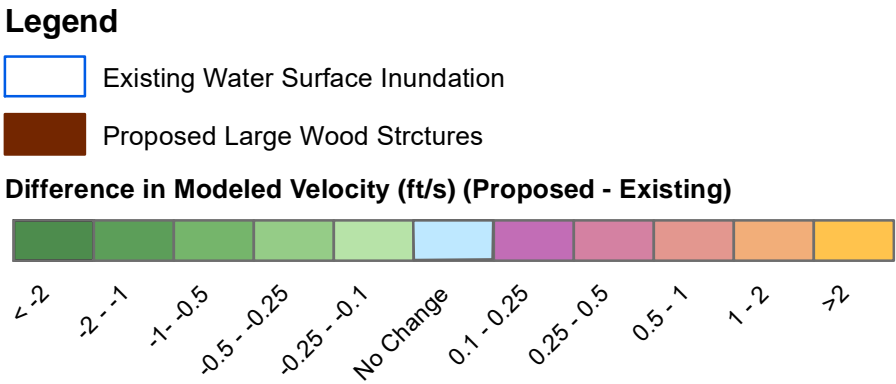 Legend
Existing Water Surface Inundation
Proposed Large Wood Strctures
Difference in Modeled Velocity (ft/s) (Proposed - Existing)
< -2
-2 - -1
-1- -0.5
-0.5 - -0.25
-0.25 - -0.1
No Change
0.1 - 0.25
0.25 - 0.5
0.5 - 1
1 - 2
>2